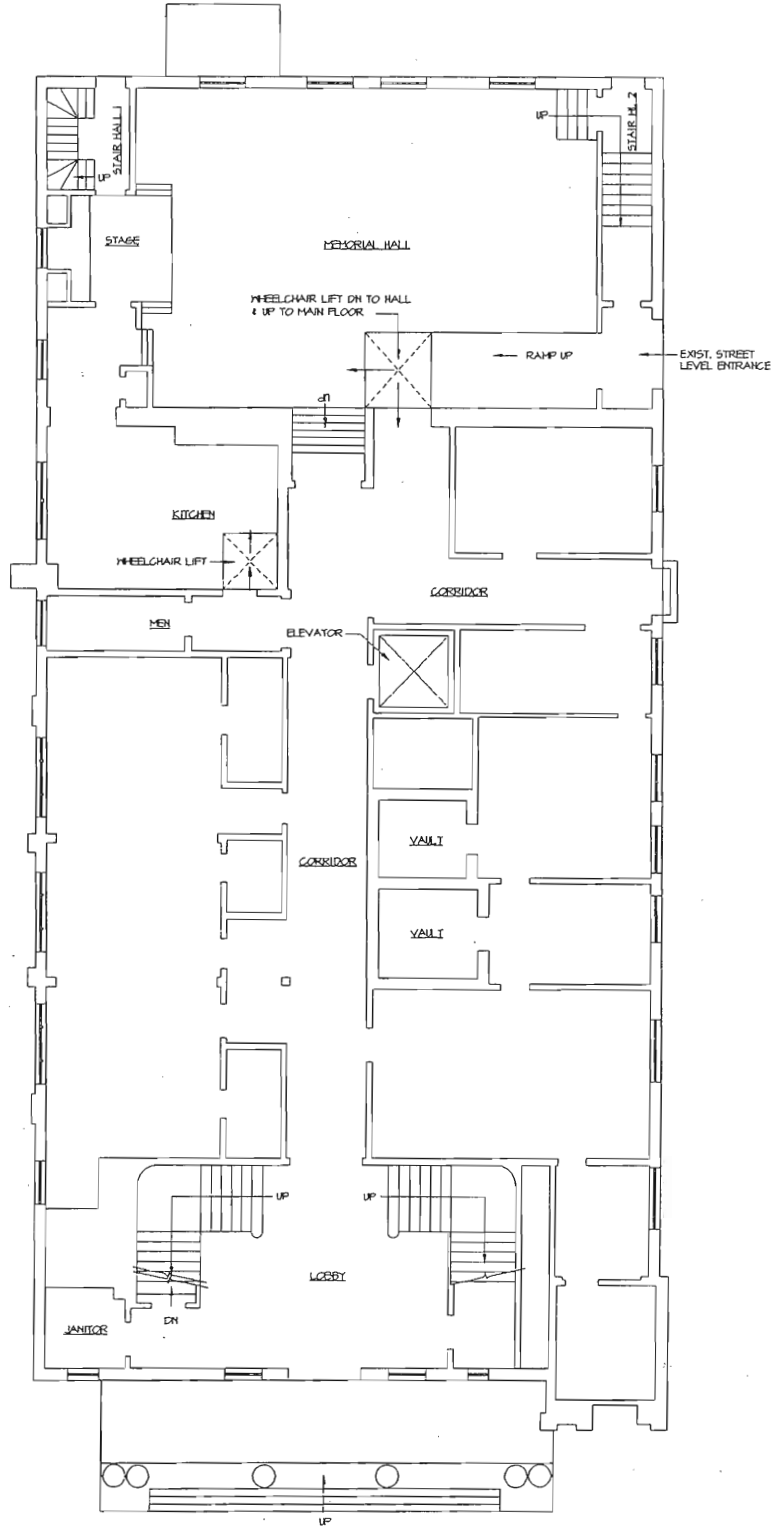 UP
STAIR HALL 1
UP
STAIR HL. 2
STAGE
MEMORIAL HALL
WHEELCHAIR LIFT DN TO HALL
& UP TO MAIN FLOOR
RAMP UP
EXIST. STREET
LEVEL ENTRANCE
dn
KITCHEN
WHEELCHAIR LIFT
CORRIDOR
MEN
ELEVATOR
VAULT
CORRIDOR
VAULT
UP
UP
LOBBY
DN
JANITOR
UP